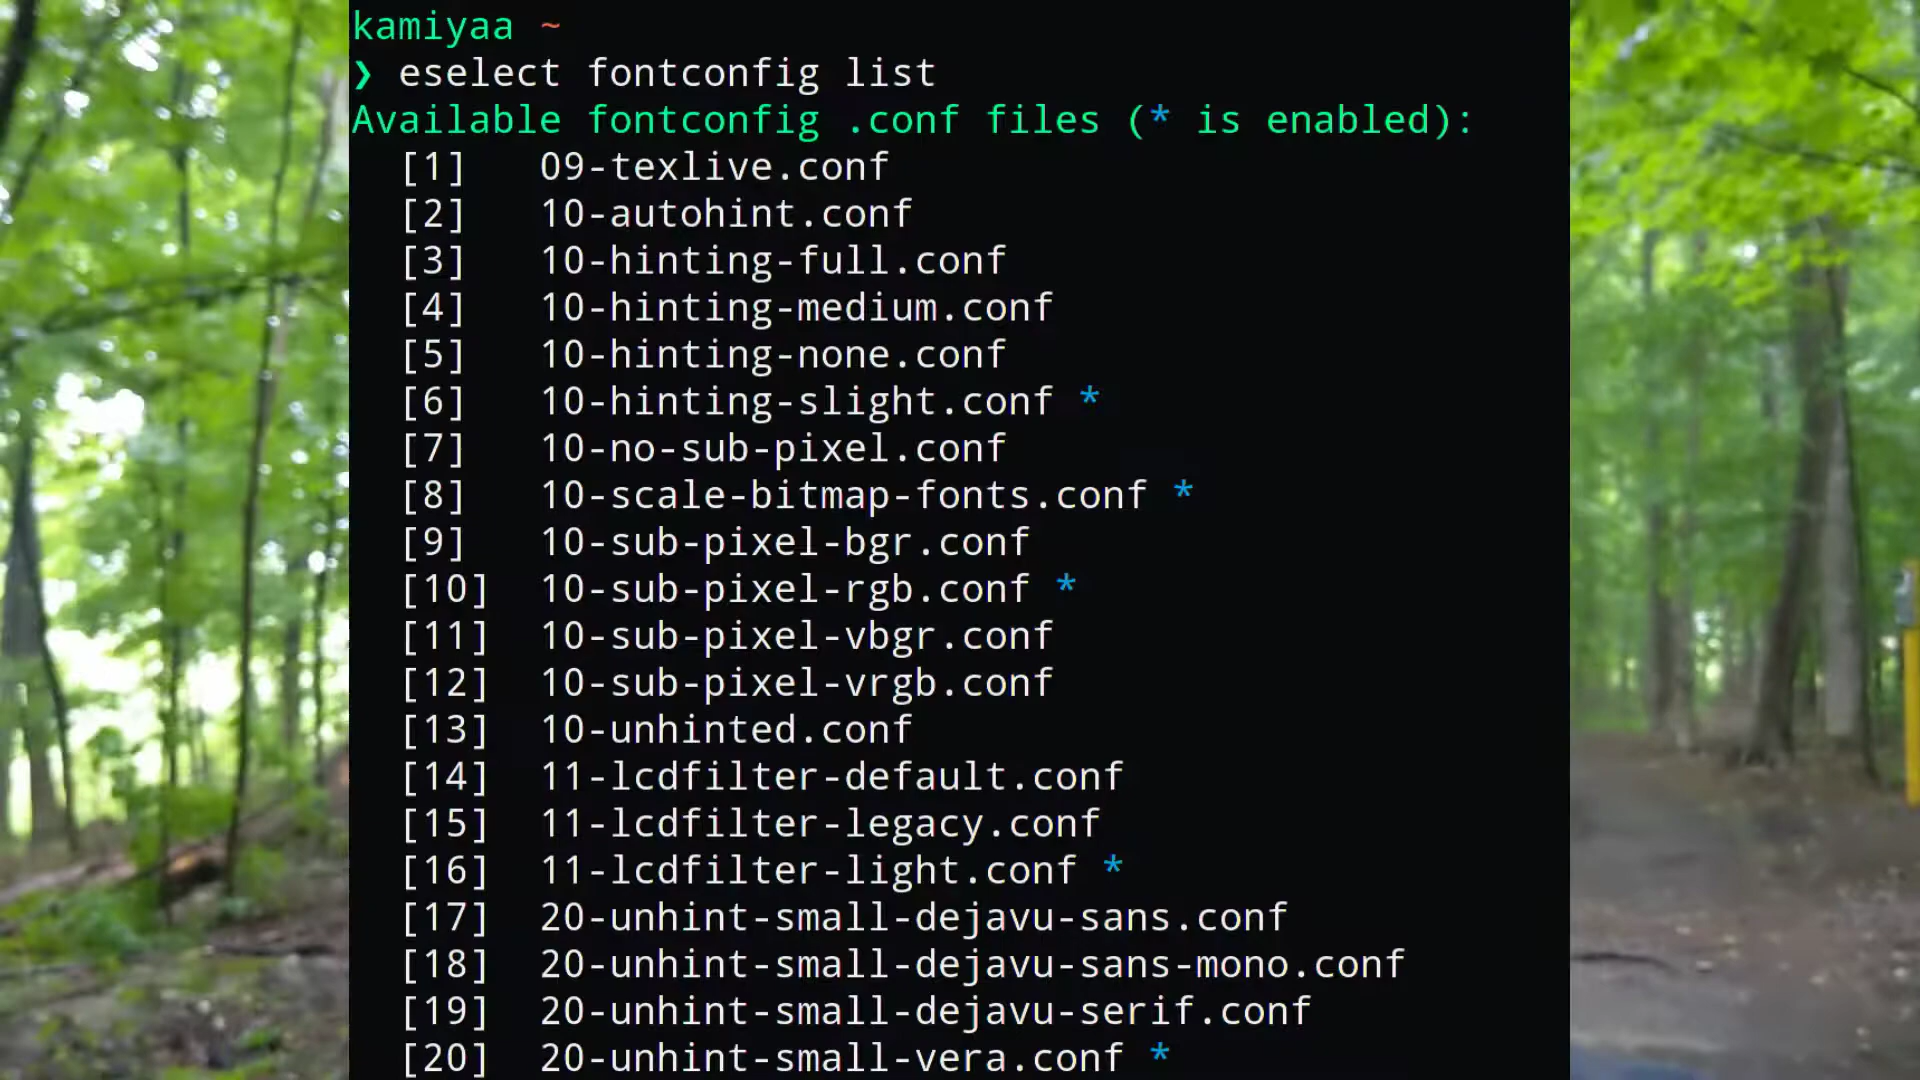 kamiyaa ~
❯ eselect fontconfig list
Available fontconfig .conf files (* is enabled):
[1] 09-texlive.conf
[2] 10-autohint.conf
[3] 10-hinting-full.conf
[4] 10-hinting-medium.conf
[5] 10-hinting-none.conf
[6] 10-hinting-slight.conf *
[7] 10-no-sub-pixel.conf
[8] 10-scale-bitmap-fonts.conf *
[9] 10-sub-pixel-bgr.conf
[10] 10-sub-pixel-rgb.conf *
[11] 10-sub-pixel-vbgr.conf
[12] 10-sub-pixel-vrgb.conf
[13] 10-unhinted.conf
[14] 11-lcdfilter-default.conf
[15] 11-lcdfilter-legacy.conf
[16] 11-lcdfilter-light.conf *
[17] 20-unhint-small-dejavu-sans.conf
[18] 20-unhint-small-dejavu-sans-mono.conf
[19] 20-unhint-small-dejavu-serif.conf
[20] 20-unhint-small-vera.conf *